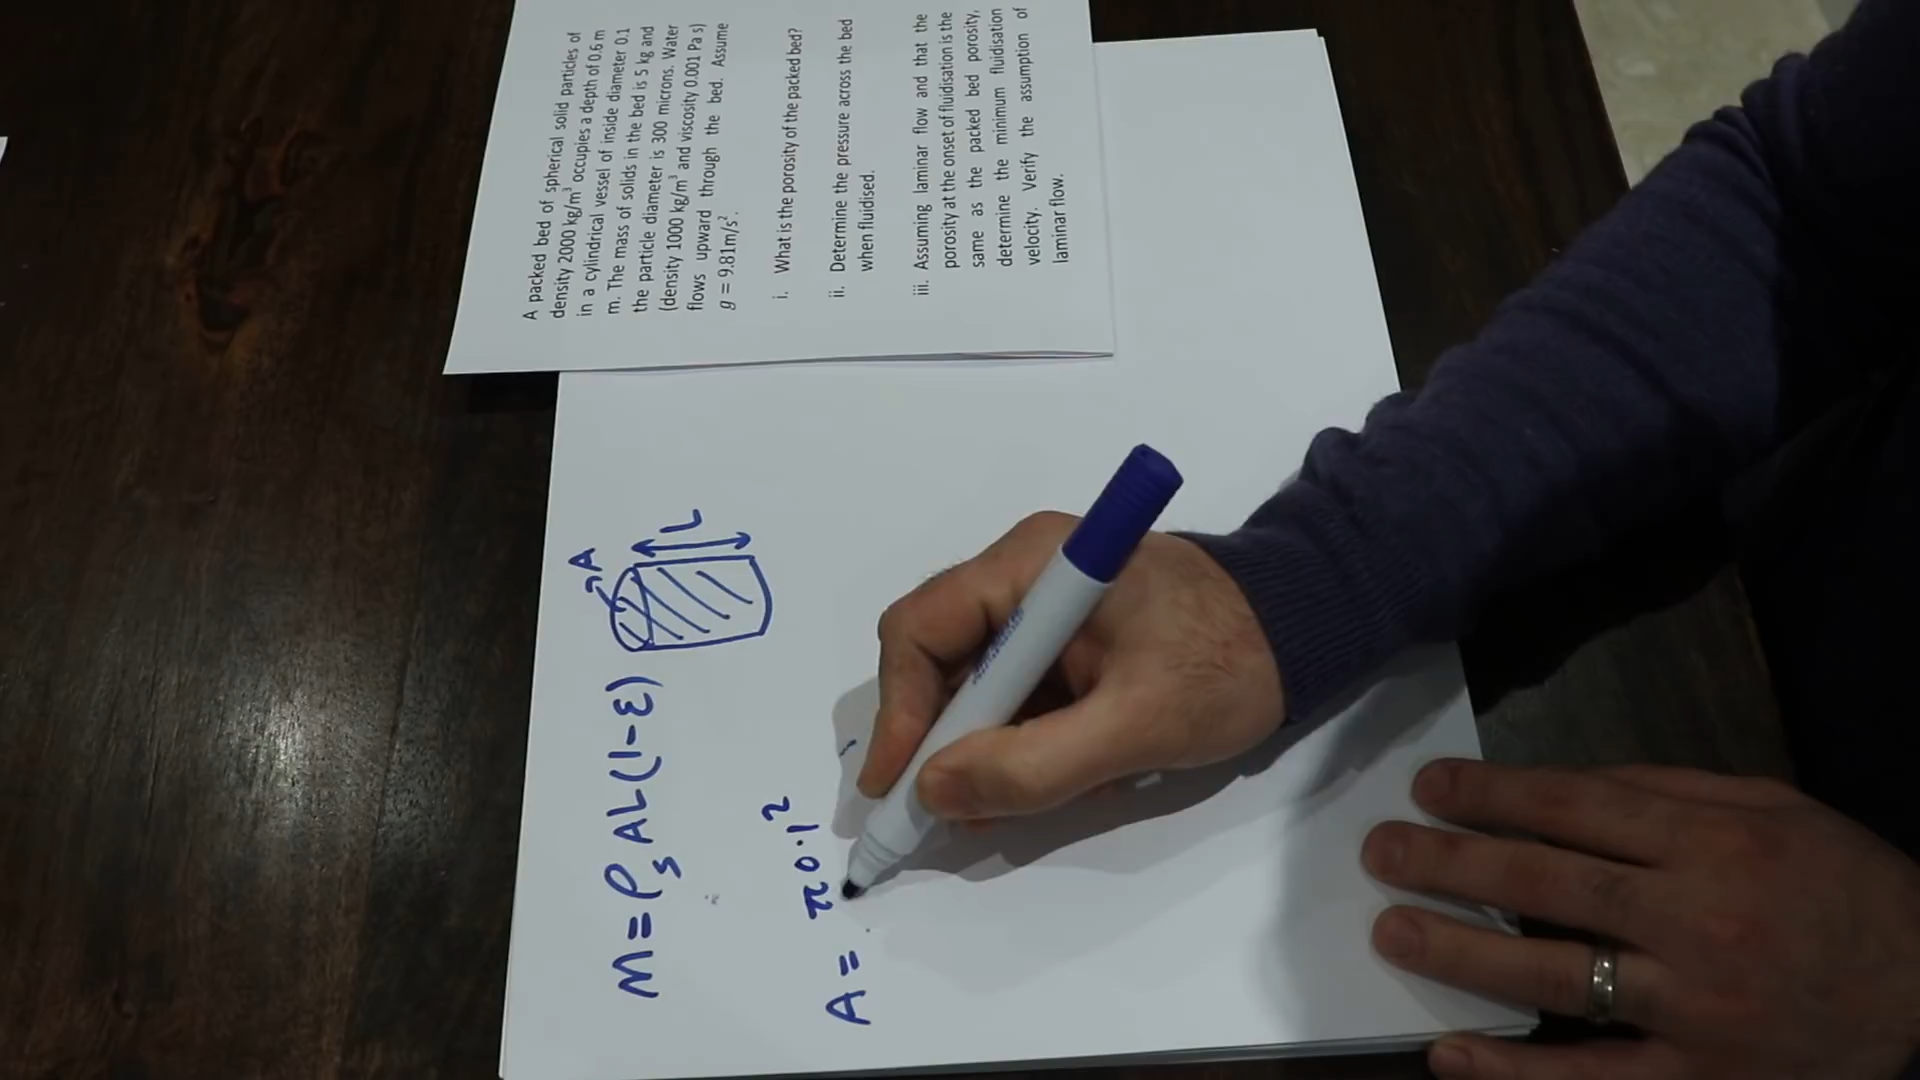 A packed bed of spherical solid particles of
density 2000 kg/m³ occupies a depth of 0.6 m
in a cylindrical vessel of inside diameter 0.1
m. The mass of solids in the bed is 5 kg and
the particle diameter is 300 microns. Water
(density 1000 kg/m³ and viscosity 0.001 Pa s)
flows upward through the bed. Assume
g = 9.81m/s².
i. What is the porosity of the packed bed?
ii. Determine the pressure across the bed
when fluidised.
iii. Assuming laminar flow and that the
porosity at the onset of fluidisation is the
same as the packed bed porosity,
determine the minimum fluidisation
velocity. Verify the assumption of
laminar flow.
M=ρₛAL(1-ε)
A
L
A= π0.1²